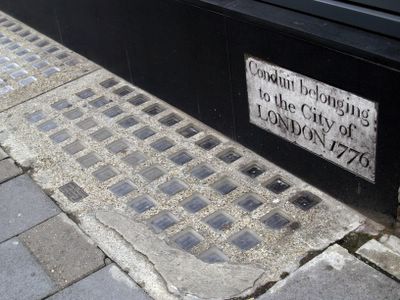 Conduit belonging
to the City of
LONDON 1776